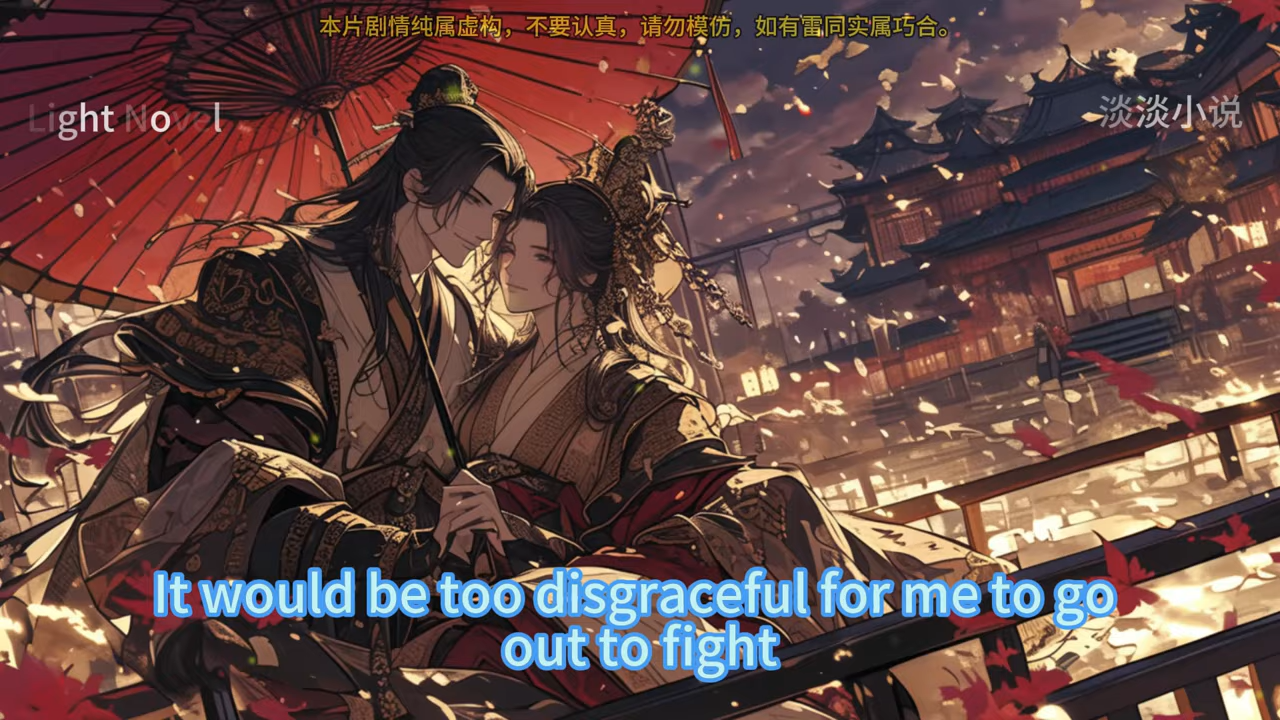 本片剧情纯属虚构，不要认真，请勿模仿，如有雷同实属巧合。
Light Novel
淡淡小说
It would be too disgraceful for me to go
out to fight